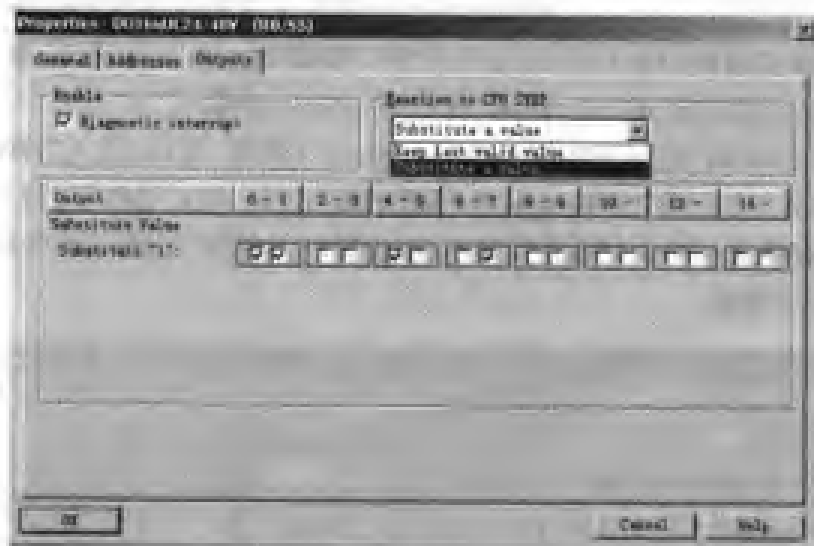 Properties - DO16xUC24/48V - (R0/S5)
General Addresses Outputs
Enable
Diagnostic interrupt
Reaction to CPU STOP
Substitute a value
Keep last valid value
Substitute a value
Output 0 - 1 2 - 3 4 - 5 6 - 7 8 - 9 10 - 12 - 14 -
Substitute Value
Substitute "1":
OK Cancel Help